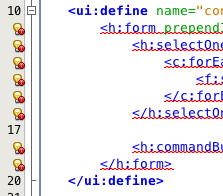 10 <ui:define name="con
<h:form prependI
<h:selectOne
<c:forEa
<f:s
</c:forE
</h:selectOn
17
<h:commandBu
</h:form>
20 </ui:define>